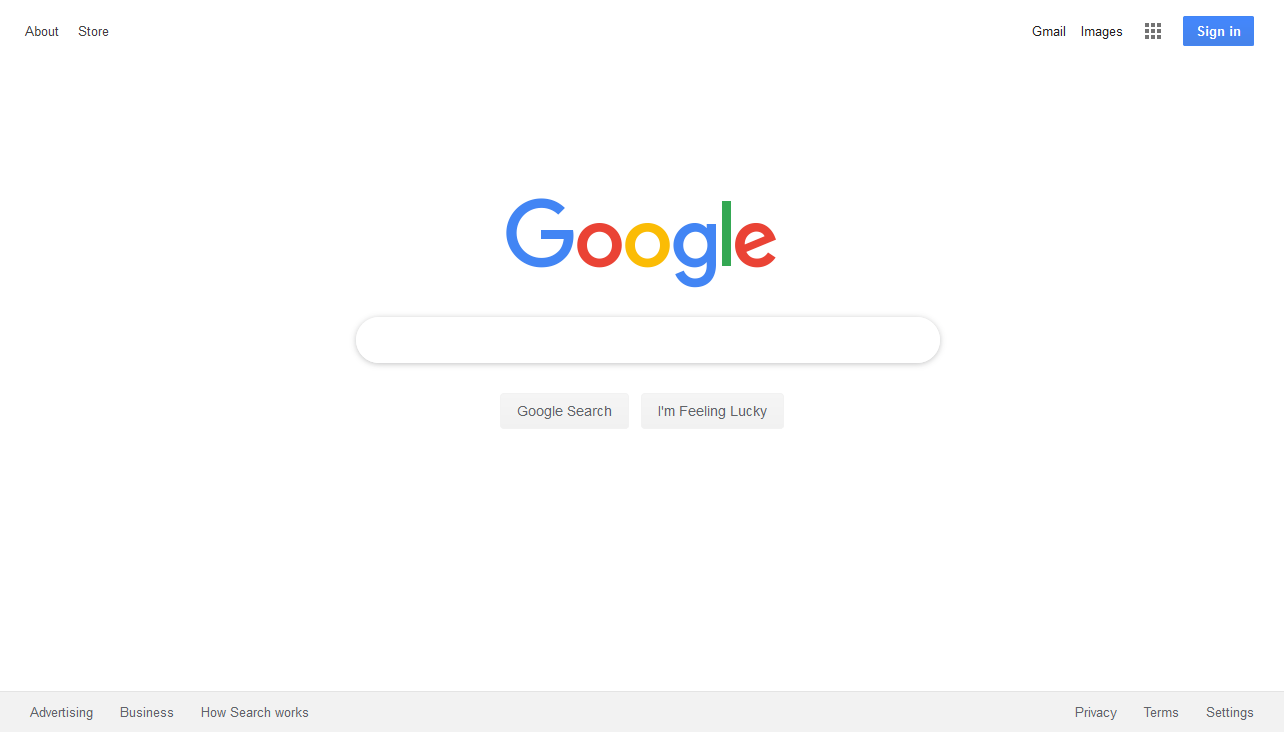 About Store Gmail Images Sign in
Google
Google Search I'm Feeling Lucky
Advertising Business How Search works Privacy Terms Settings